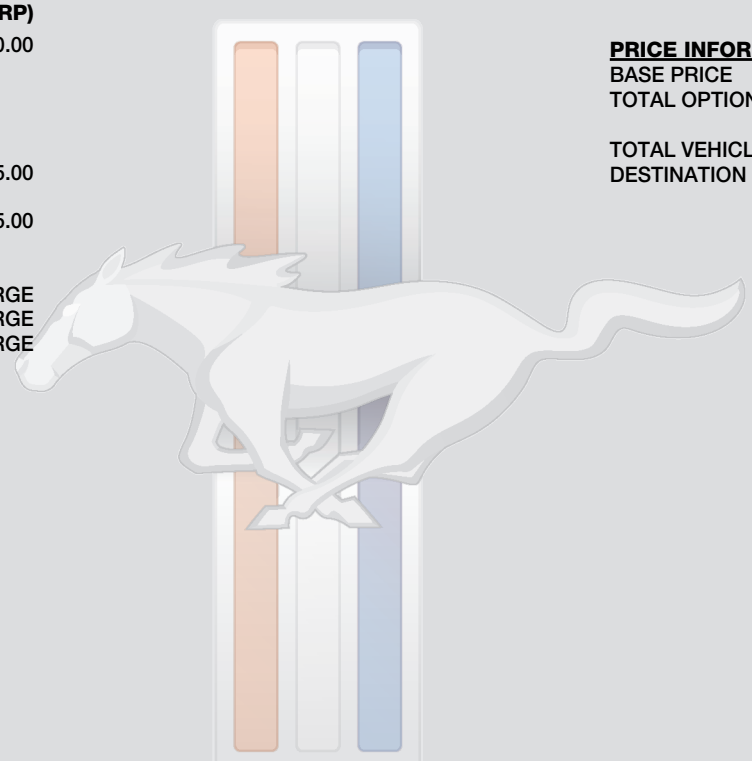 RP)
0.00
5.00
5.00
RGE
RGE
RGE
PRICE INFOR
BASE PRICE
TOTAL OPTION
TOTAL VEHICL
DESTINATION